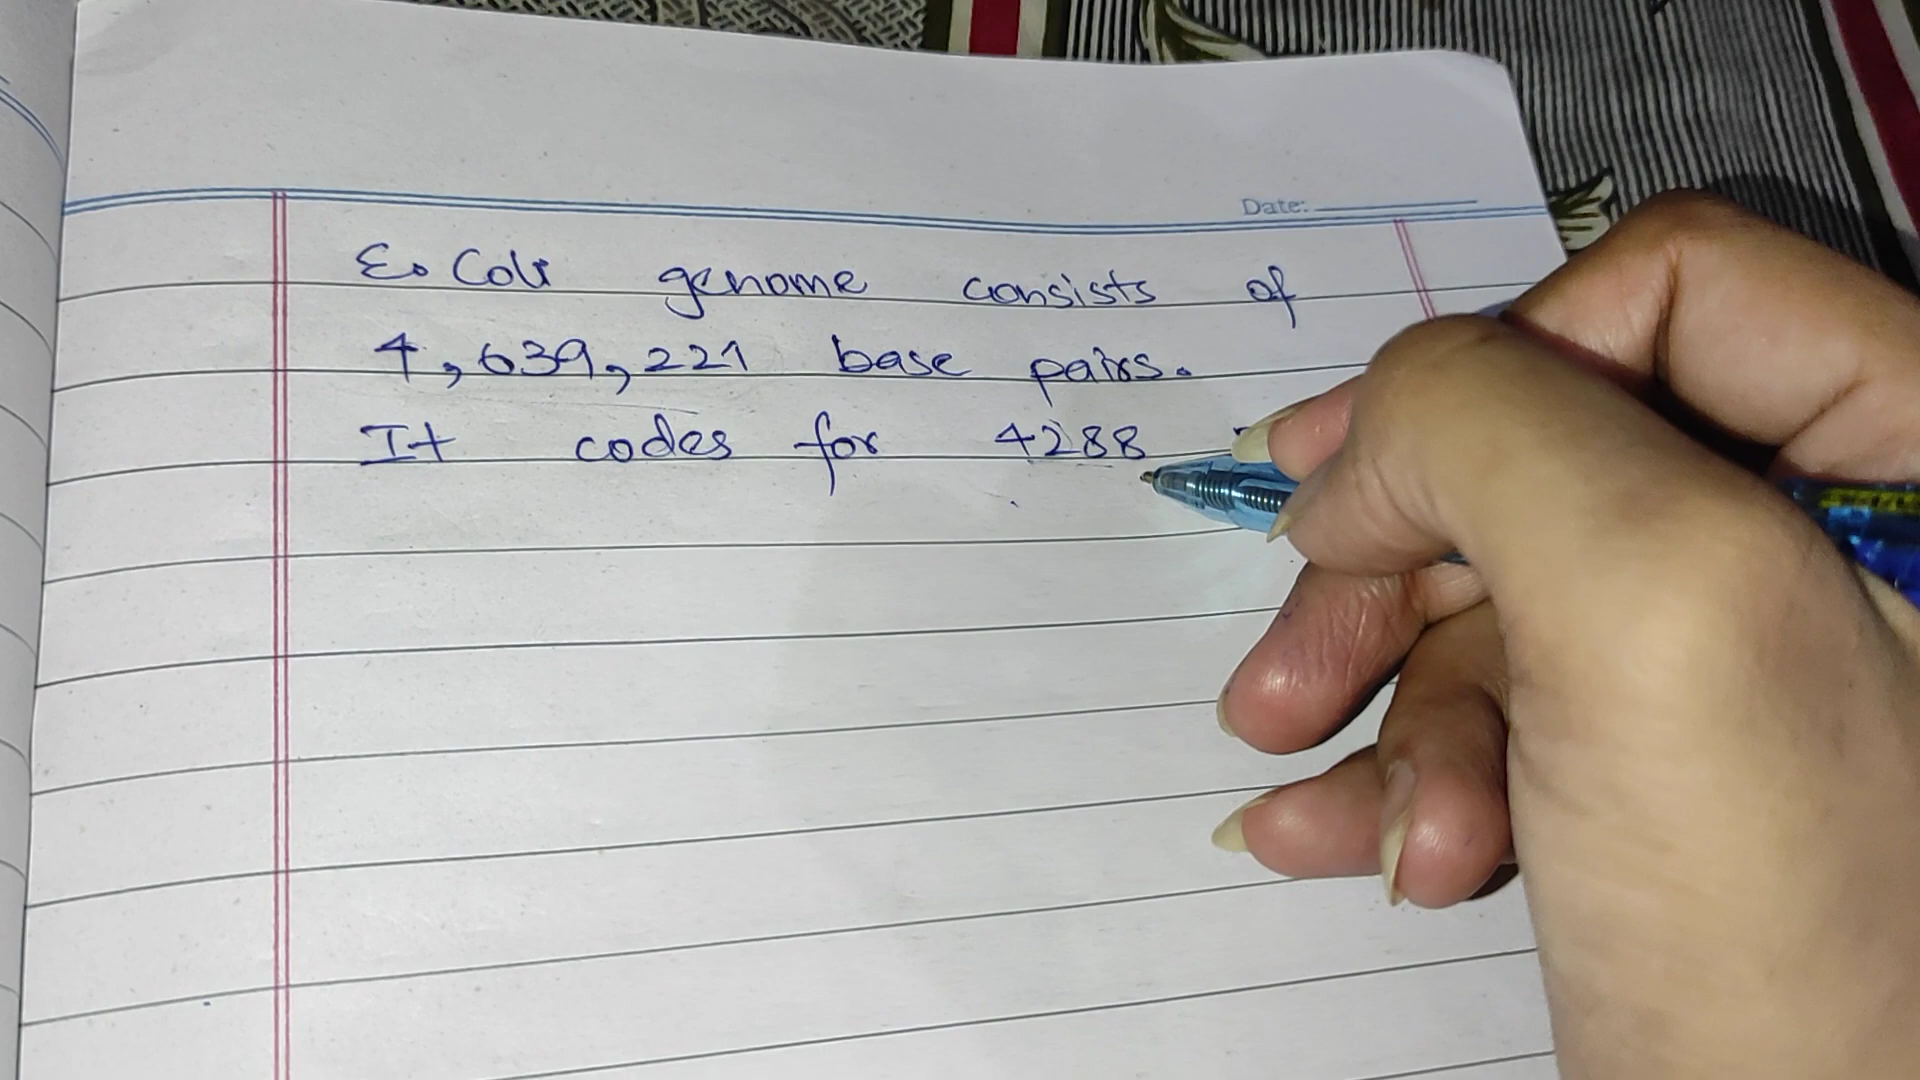 Date:
E. Coli genome consists of
4,639,221 base pairs.
It codes for 4288